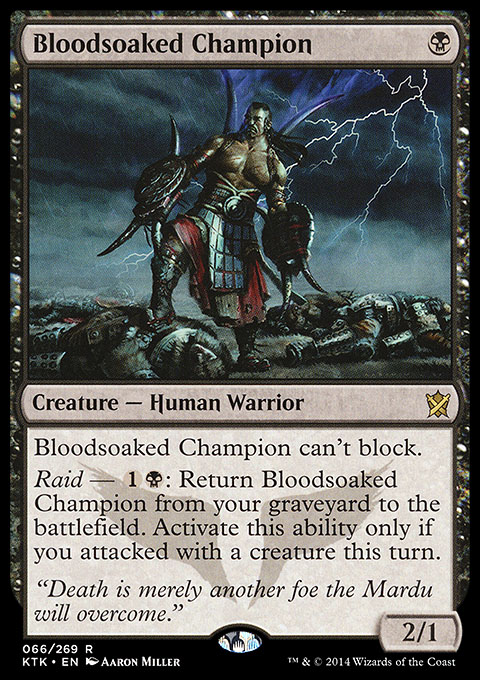 Bloodsoaked Champion
Creature — Human Warrior
Bloodsoaked Champion can't block.
Raid — 1 : Return Bloodsoaked
Champion from your graveyard to the
battlefield. Activate this ability only if
you attacked with a creature this turn.
“Death is merely another foe the Mardu
will overcome.”
2/1
066/269 R
KTK • EN Aaron Miller
™ & © 2014 Wizards of the Coast